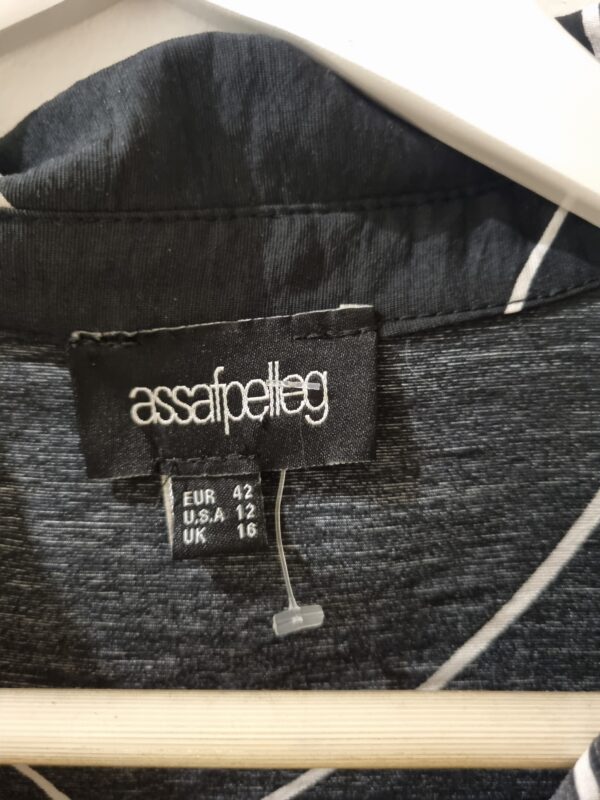 assafpelleg
EUR 42
U.S.A 12
UK 16